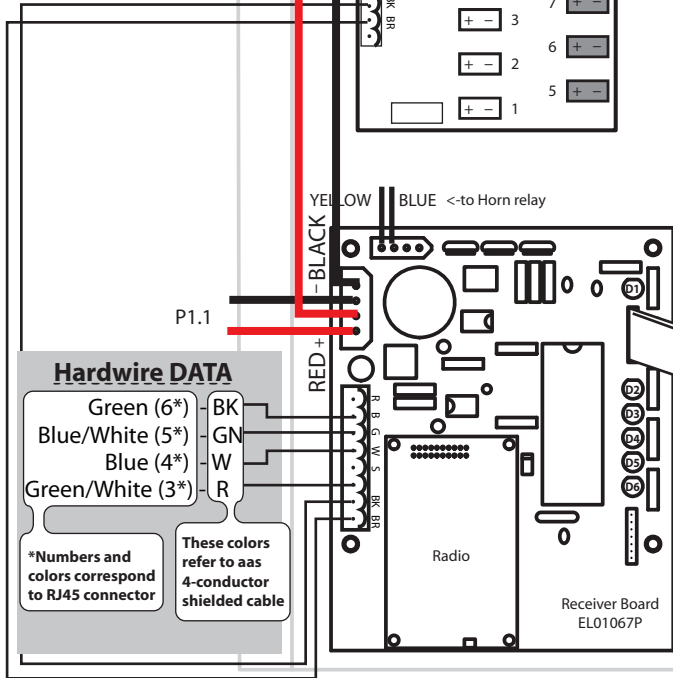 7 + –
K BR
+ – 3
6 + –
+ – 2
5 + –
+ – 1
YELLOW BLUE <-to Horn relay
– BLACK
D1
P1.1
RED +
Hardwire DATA
Green (6*) - BK
Blue/White (5*) - GN
Blue (4*) - W
Green/White (3*) - R
R B G W S BK BR
D2
D3
D4
D5
D6
*Numbers and
colors correspond
to RJ45 connector
These colors
refer to aas
4-conductor
shielded cable
Radio
Receiver Board
EL01067P